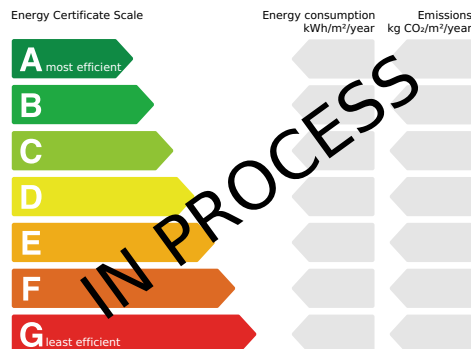 Energy Certificate Scale
Energy consumption
kWh/m²/year
Emissions
kg CO₂/m²/year
A most efficient
B
C
D
E
F
G least efficient
IN PROCESS